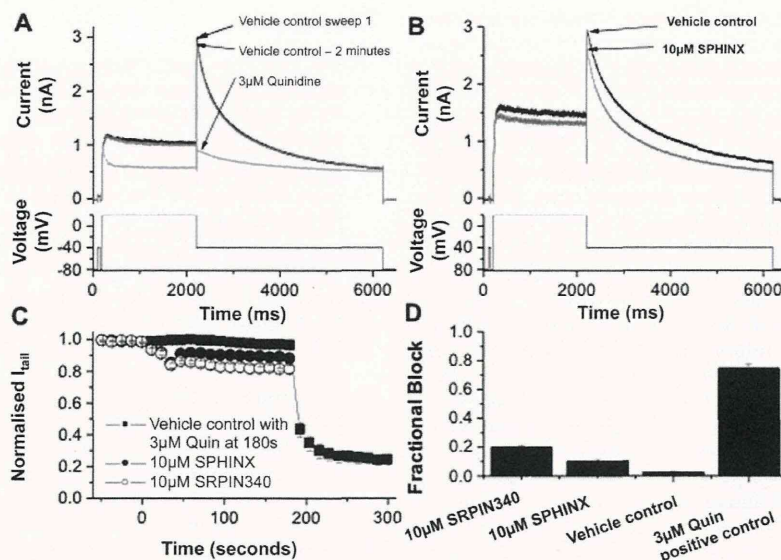 A
Vehicle control sweep 1
Vehicle control – 2 minutes
3µM Quinidine
Current
nA
3
2
1
0
Voltage
(mV)
0
-40
-80
0
2000
4000
6000
Time (ms)
B
Vehicle control
10µM SPHINX
Current
nA
3
2
1
0
Voltage
(mV)
0
-40
-80
0
2000
4000
6000
Time (ms)
C
Normalised Itail
1.0
0.8
0.6
0.4
0.2
0.0
Vehicle control with
3µM Quin at 180s
10µM SPHINX
10µM SRPIN340
0
100
200
300
Time (seconds)
D
Fractional Block
1.0
0.8
0.6
0.4
0.2
0.0
10µM SRPIN340
10µM SPHINX
Vehicle control
3µM Quin
positive control